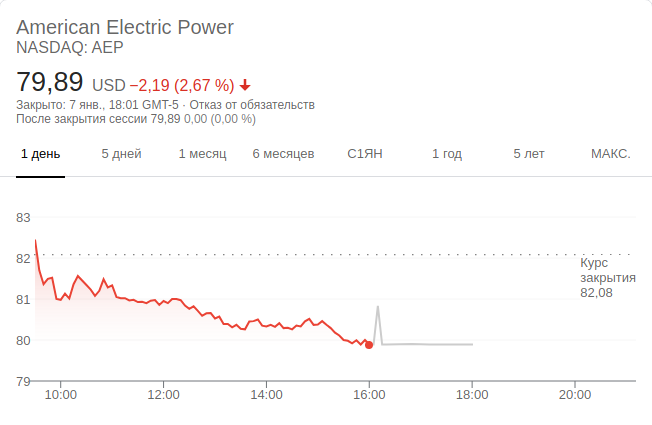 American Electric Power
NASDAQ: AEP
79,89 USD −2,19 (2,67 %) ↓
Закрыто: 7 янв., 18:01 GMT-5 · Отказ от обязательств
После закрытия сессии 79,89 0,00 (0,00 %)
1 день 5 дней 1 месяц 6 месяцев С1ЯН 1 год 5 лет МАКС.
83
82
Курс
закрытия
82,08
81
80
79
10:00 12:00 14:00 16:00 18:00 20:00